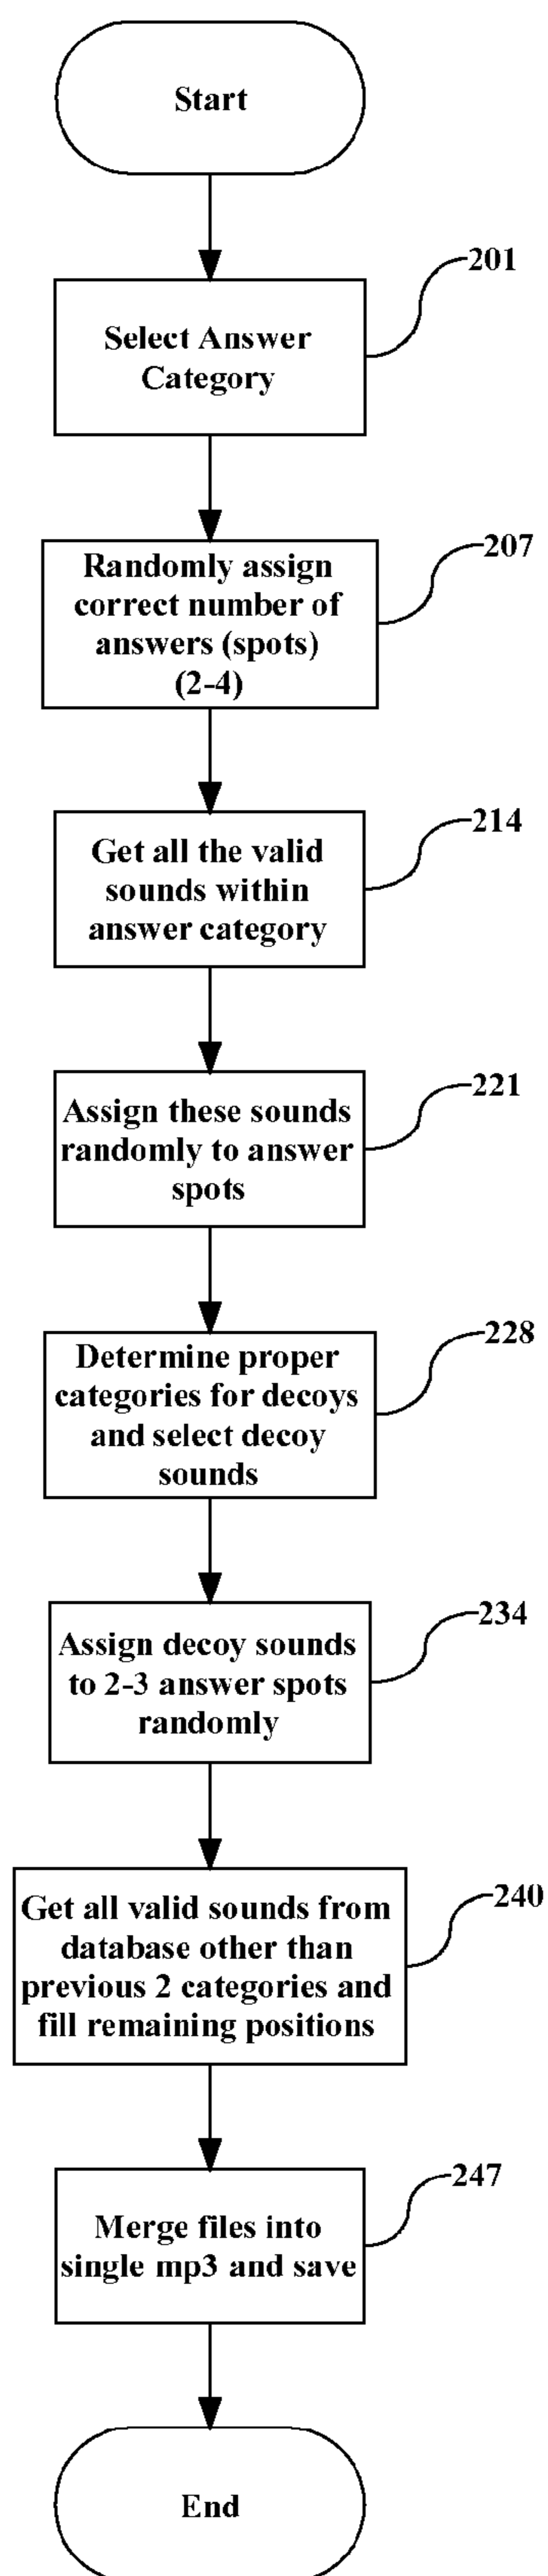 Start
201
Select Answer
Category
207
Randomly assign
correct number of
answers (spots)
(2-4)
214
Get all the valid
sounds within
answer category
221
Assign these sounds
randomly to answer
spots
228
Determine proper
categories for decoys
and select decoy
sounds
234
Assign decoy sounds
to 2-3 answer spots
randomly
240
Get all valid sounds from
database other than
previous 2 categories and
fill remaining positions
247
Merge files into
single mp3 and save
End